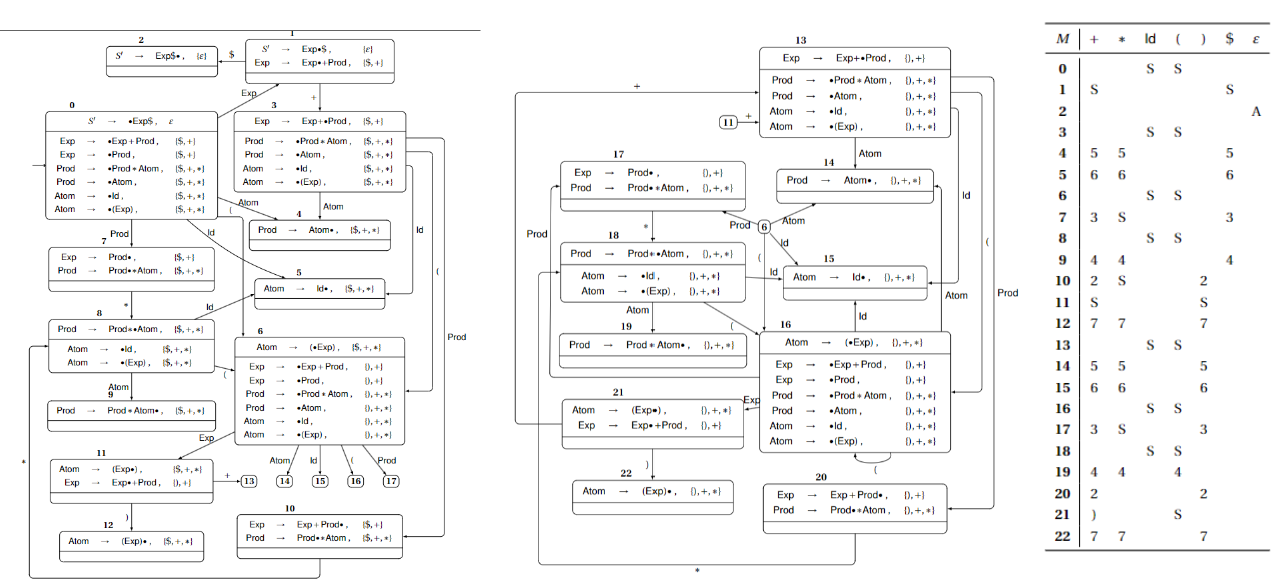 2
S′ → Exp$•, {ε}
$
1
S′ → Exp•$, {ε}
Exp → Exp•+Prod, {$,+}
Exp
+
0
S′ → •Exp$, ε
Exp → •Exp+Prod, {$,+}
Exp → •Prod, {$,+}
Prod → •Prod∗Atom, {$,+,∗}
Prod → •Atom, {$,+,∗}
Atom → •Id, {$,+,∗}
Atom → •(Exp), {$,+,∗}
3
Exp → Exp+•Prod, {$,+}
Prod → •Prod∗Atom, {$,+,∗}
Prod → •Atom, {$,+,∗}
Atom → •Id, {$,+,∗}
Atom → •(Exp), {$,+,∗}
Atom
(
Atom
Id
Id
(
Prod
4
Prod → Atom•, {$,+,∗}
Prod
7
Exp → Prod•, {$,+}
Prod → Prod•∗Atom, {$,+,∗}
5
Atom → Id•, {$,+,∗}
∗
Id
8
Prod → Prod∗•Atom, {$,+,∗}
Atom → •Id, {$,+,∗}
Atom → •(Exp), {$,+,∗}
(
Atom
6
Atom → (•Exp), {$,+,∗}
Exp → •Exp+Prod, {),+}
Exp → •Prod, {),+}
Prod → •Prod∗Atom, {),+,∗}
Prod → •Atom, {),+,∗}
Atom → •Id, {),+,∗}
Atom → •(Exp), {),+,∗}
9
Prod → Prod∗Atom•, {$,+,∗}
Exp
∗
11
Atom → (Exp•), {$,+,∗}
Exp → Exp•+Prod, {),+}
+
13
Atom
Id
(
Prod
14
15
16
17
)
12
Atom → (Exp)•, {$,+,∗}
10
Exp → Exp+Prod•, {$,+}
Prod → Prod•∗Atom, {$,+,∗}
13
Exp → Exp+•Prod, {),+}
Prod → •Prod∗Atom, {),+,∗}
Prod → •Atom, {),+,∗}
Atom → •Id, {),+,∗}
Atom → •(Exp), {),+,∗}
+
11
+
Atom
Id
(
Prod
17
Exp → Prod•, {),+}
Prod → Prod•∗Atom, {),+,∗}
14
Prod → Atom•, {),+,∗}
Prod
∗
Prod
6
Atom
Id
(
18
Prod → Prod∗•Atom, {),+,∗}
Atom → •Id, {),+,∗}
Atom → •(Exp), {),+,∗}
Id
15
Atom → Id•, {),+,∗}
Atom
Atom
(
Id
19
Prod → Prod∗Atom•, {),+,∗}
16
Atom → (•Exp), {),+,∗}
Exp → •Exp+Prod, {),+}
Exp → •Prod, {),+}
Prod → •Prod∗Atom, {),+,∗}
Prod → •Atom, {),+,∗}
Atom → •Id, {),+,∗}
Atom → •(Exp), {),+,∗}
(
Exp
21
Atom → (Exp•), {),+,∗}
Exp → Exp•+Prod, {),+}
)
22
Atom → (Exp)•, {),+,∗}
20
Exp → Exp+Prod•, {),+}
Prod → Prod•∗Atom, {),+,∗}
∗
M + ∗ Id ( ) $ ε
0 S S
1 S S
2 A
3 S S
4 5 5 5
5 6 6 6
6 S S
7 3 S 3
8 S S
9 4 4 4
10 2 S 2
11 S S
12 7 7 7
13 S S
14 5 5 5
15 6 6 6
16 S S
17 3 S 3
18 S S
19 4 4 4
20 2 2
21 ) S
22 7 7 7